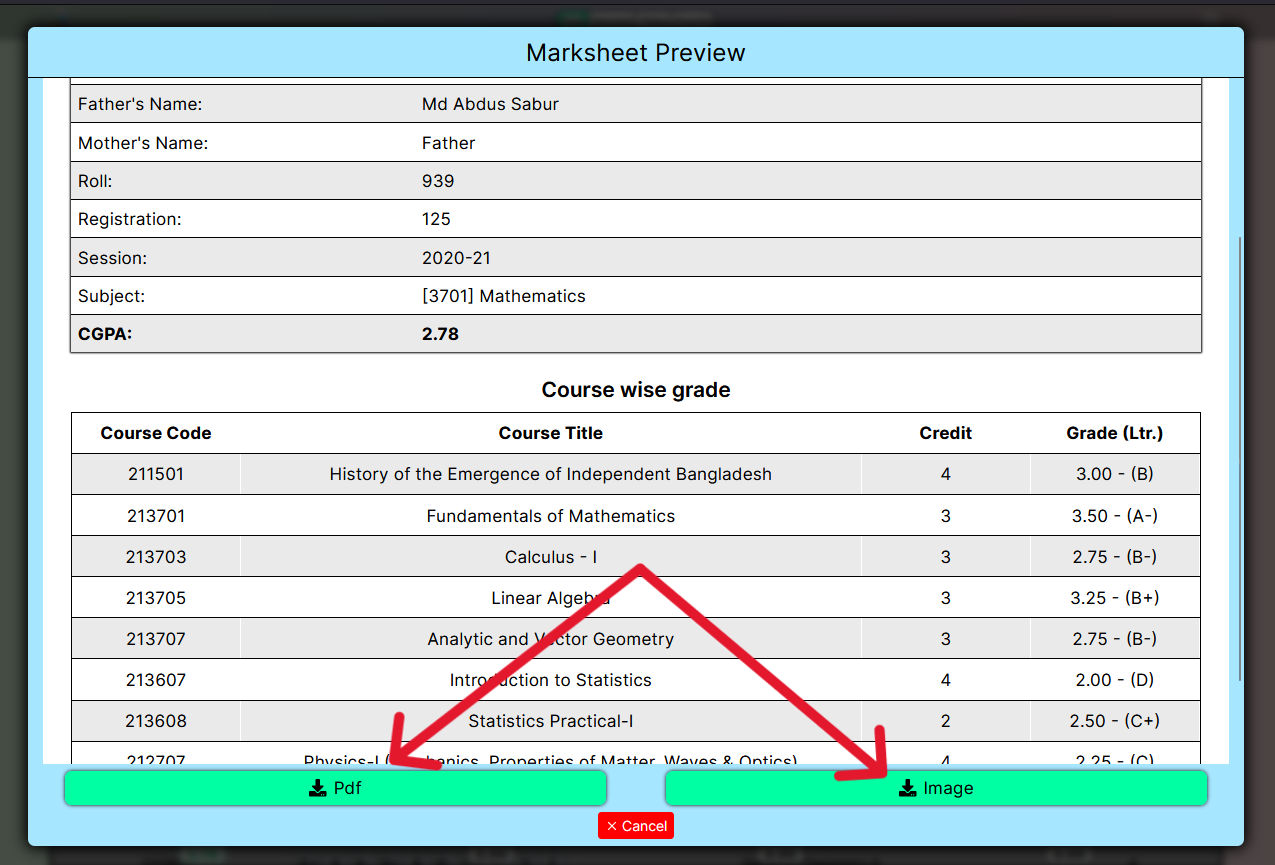 Marksheet Preview
Father's Name: Md Abdus Sabur
Mother's Name: Father
Roll: 939
Registration: 125
Session: 2020-21
Subject: [3701] Mathematics
CGPA: 2.78
Course wise grade
Course Code Course Title Credit Grade (Ltr.)
211501 History of the Emergence of Independent Bangladesh 4 3.00 - (B)
213701 Fundamentals of Mathematics 3 3.50 - (A-)
213703 Calculus - I 3 2.75 - (B-)
213705 Linear Algebra 3 3.25 - (B+)
213707 Analytic and Vector Geometry 3 2.75 - (B-)
213607 Introduction to Statistics 4 2.00 - (D)
213608 Statistics Practical-I 2 2.50 - (C+)
212707 Physics-I (Mechanics, Properties of Matter, Waves & Optics) 4 2.25 - (C)
Pdf Image
× Cancel